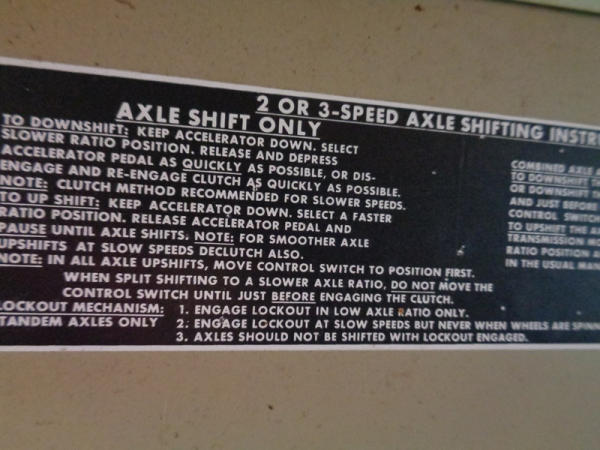 2 OR 3-SPEED AXLE SHIFTING
AXLE SHIFT ONLY
TO DOWNSHIFT: KEEP ACCELERATOR DOWN. SELECT
SLOWER RATIO POSITION. RELEASE AND DEPRESS
ACCELERATOR PEDAL AS QUICKLY AS POSSIBLE, OR DIS-
ENGAGE AND RE-ENGAGE CLUTCH AS QUICKLY AS POSSIBLE.
NOTE: CLUTCH METHOD RECOMMENDED FOR SLOWER SPEEDS.
TO UP SHIFT: KEEP ACCELERATOR DOWN. SELECT A FASTER
RATIO POSITION. RELEASE ACCELERATOR PEDAL AND
PAUSE UNTIL AXLE SHIFTS. NOTE: FOR SMOOTHER AXLE
UPSHIFTS AT SLOW SPEEDS DECLUTCH ALSO.
NOTE: IN ALL AXLE UPSHIFTS, MOVE CONTROL SWITCH TO POSITION FIRST.
WHEN SPLIT SHIFTING TO A SLOWER AXLE RATIO, DO NOT MOVE THE
CONTROL SWITCH UNTIL JUST BEFORE ENGAGING THE CLUTCH.
LOCKOUT MECHANISM: 1. ENGAGE LOCKOUT IN LOW AXLE RATIO ONLY.
TANDEM AXLES ONLY 2. ENGAGE LOCKOUT AT SLOW SPEEDS BUT NEVER WHEN WHEELS ARE
3. AXLES SHOULD NOT BE SHIFTED WITH LOCKOUT ENGAGED.
COMBINED AXLE
TO DOWNSHIFT
OR DOWNSHIFT
AND JUST BEFORE
CONTROL SWITCH
TO UPSHIFT THE
TRANSMISSION
RATIO POSITION
IN THE USUAL